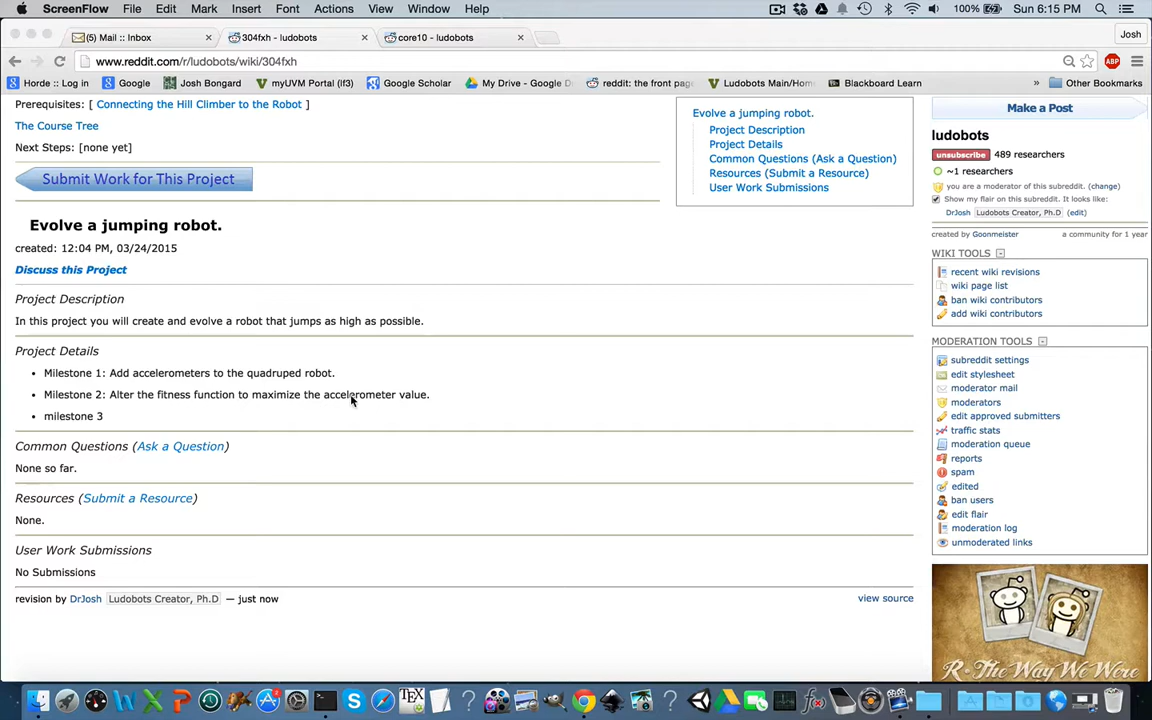 ScreenFlow File Edit Mark Insert Font Actions View Window Help 100% Sun 6:15 PM
(5) Mail :: Inbox 304fxh - ludobots core10 - ludobots Josh
www.reddit.com/r/ludobots/wiki/304fxh ABP
Horde :: Log in Google Josh Bongard myUVM Portal (lf3) Google Scholar My Drive - Google D reddit: the front page Ludobots Main/Home Blackboard Learn » Other Bookmarks
Prerequisites: [ Connecting the Hill Climber to the Robot ]
The Course Tree
Next Steps: [none yet]
Submit Work for This Project
Evolve a jumping robot.
created: 12:04 PM, 03/24/2015
Discuss this Project
Project Description
In this project you will create and evolve a robot that jumps as high as possible.
Project Details
• Milestone 1: Add accelerometers to the quadruped robot.
• Milestone 2: Alter the fitness function to maximize the accelerometer value.
• milestone 3
Common Questions (Ask a Question)
None so far.
Resources (Submit a Resource)
None.
User Work Submissions
No Submissions
revision by DrJosh Ludobots Creator, Ph.D — just now
view source
Evolve a jumping robot.
Project Description
Project Details
Common Questions (Ask a Question)
Resources (Submit a Resource)
User Work Submissions
Make a Post
ludobots
unsubscribe 489 researchers
~1 researchers
you are a moderator of this subreddit. (change)
Show my flair on this subreddit. It looks like:
DrJosh Ludobots Creator, Ph.D (edit)
created by Goonmeister a community for 1 year
WIKI TOOLS
recent wiki revisions
wiki page list
ban wiki contributors
add wiki contributors
MODERATION TOOLS
subreddit settings
edit stylesheet
moderator mail
moderators
edit approved submitters
traffic stats
moderation queue
reports
spam
edited
ban users
edit flair
moderation log
unmoderated links
R-The Way We Were